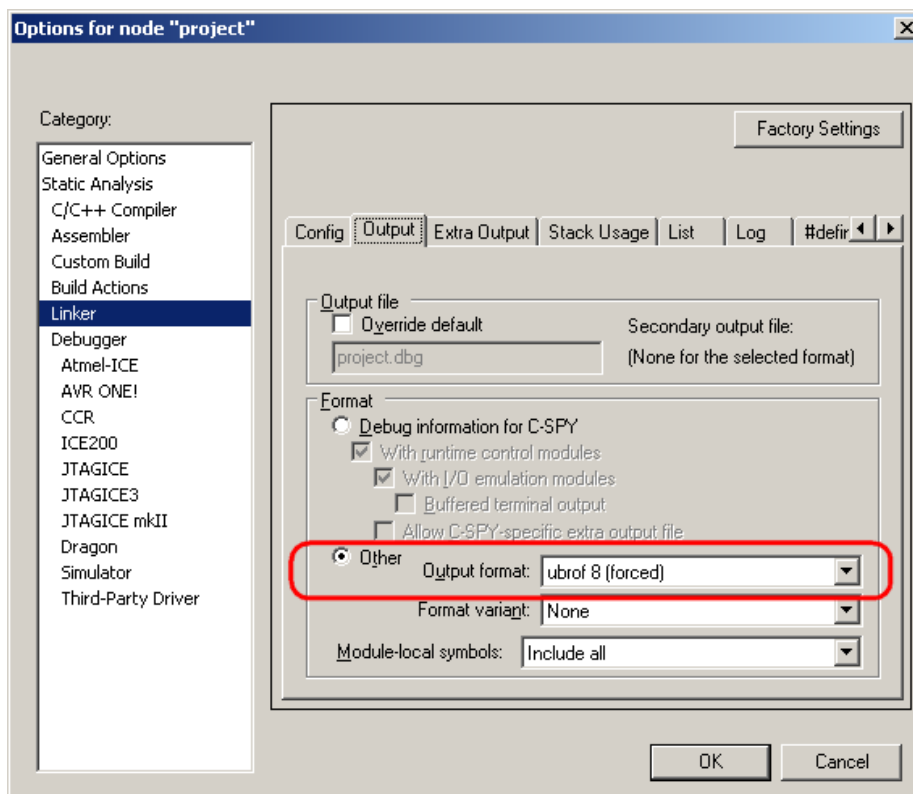 Options for node "project"
Category:
Factory Settings
General Options
Static Analysis
C/C++ Compiler
Assembler
Custom Build
Build Actions
Linker
Debugger
Atmel-ICE
AVR ONE!
CCR
ICE200
JTAGICE
JTAGICE3
JTAGICE mkII
Dragon
Simulator
Third-Party Driver
Config Output Extra Output Stack Usage List Log #defin
Output file
Override default
Secondary output file:
project.dbg
(None for the selected format)
Format
Debug information for C-SPY
With runtime control modules
With I/O emulation modules
Buffered terminal output
Allow C-SPY-specific extra output file
Other
Output format: ubrof 8 (forced)
Format variant: None
Module-local symbols: Include all
OK Cancel